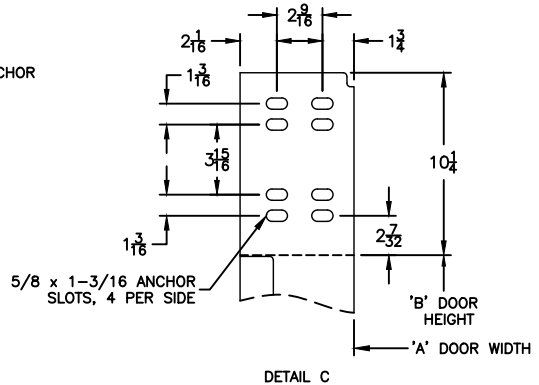 2 9/16
2 1/16
1 3/4
CHOR
1 3/16
3 15/16
10 1/4
1 3/16
2 7/32
5/8 x 1-3/16 ANCHOR
SLOTS, 4 PER SIDE
'B' DOOR
HEIGHT
'A' DOOR WIDTH
DETAIL C